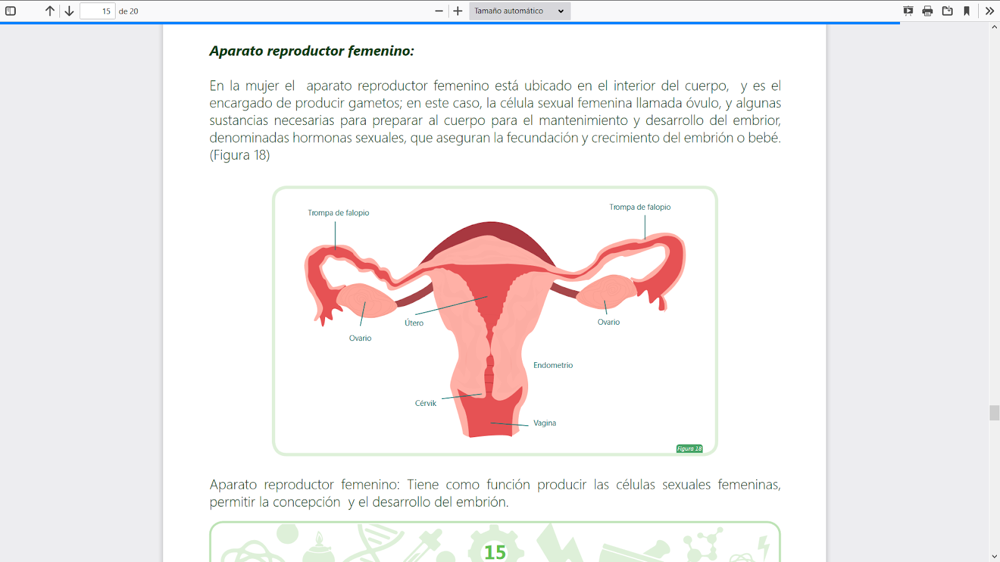 15 de 20 Tamaño automático
Aparato reproductor femenino:
En la mujer el aparato reproductor femenino está ubicado en el interior del cuerpo, y es el
encargado de producir gametos; en este caso, la célula sexual femenina llamada óvulo, y algunas
sustancias necesarias para preparar al cuerpo para el mantenimiento y desarrollo del embrior,
denominadas hormonas sexuales, que aseguran la fecundación y crecimiento del embrión o bebé.
(Figura 18)
Trompa de falopio
Trompa de falopio
Útero
Ovario
Ovario
Endometrio
Cérvik
Vagina
Figura 18
Aparato reproductor femenino: Tiene como función producir las células sexuales femeninas,
permitir la concepción y el desarrollo del embrión.
15